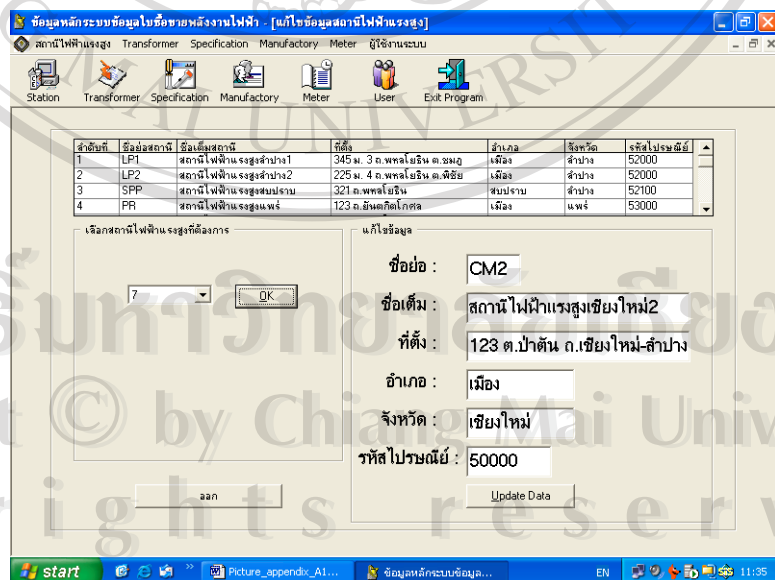 ข้อมูลหลักระบบข้อมูลใบซื้อขายพลังงานไฟฟ้า - [แก้ไขข้อมูลสถานีไฟฟ้าแรงสูง]
สถานีไฟฟ้าแรงสูง Transformer Specification Manufactory Meter ผู้ใช้งานระบบ
Station Transformer Specification Manufactory Meter User Exit Program
ลำดับที่ ชื่อย่อสถานี ชื่อเต็มสถานี ที่ตั้ง อำเภอ จังหวัด รหัสไปรษณีย์
1 LP1 สถานีไฟฟ้าแรงสูงลำปาง1 345 ม. 3 ถ.พหลโยธิน ต.ชมภู เมือง ลำปาง 52000
2 LP2 สถานีไฟฟ้าแรงสูงลำปาง2 225 ม. 4 ถ.พหลโยธิน ต.พิชัย เมือง ลำปาง 52000
3 SPP สถานีไฟฟ้าแรงสูงสบปราบ 321 ถ.พหลโยธิน สบปราบ ลำปาง 52100
4 PR สถานีไฟฟ้าแรงสูงแพร่ 123 ถ.ยันตกิตโกศล เมือง แพร่ 53000
เลือกสถานีไฟฟ้าแรงสูงที่ต้องการ
7 OK
ออก
แก้ไขข้อมูล
ชื่อย่อ : CM2
ชื่อเต็ม : สถานีไฟฟ้าแรงสูงเชียงใหม่2
ที่ตั้ง : 123 ต.ป่าตัน ถ.เชียงใหม่-ลำปาง
อำเภอ : เมือง
จังหวัด : เชียงใหม่
รหัสไปรษณีย์ : 50000
Update Data
start Picture_appendix_A1... ข้อมูลหลักระบบข้อมูล... EN 11:35
MAI UNIVERSIT
ธิ์มหาวิทยาลัยเชียง
© by Chiang Mai Univ
rights reserv